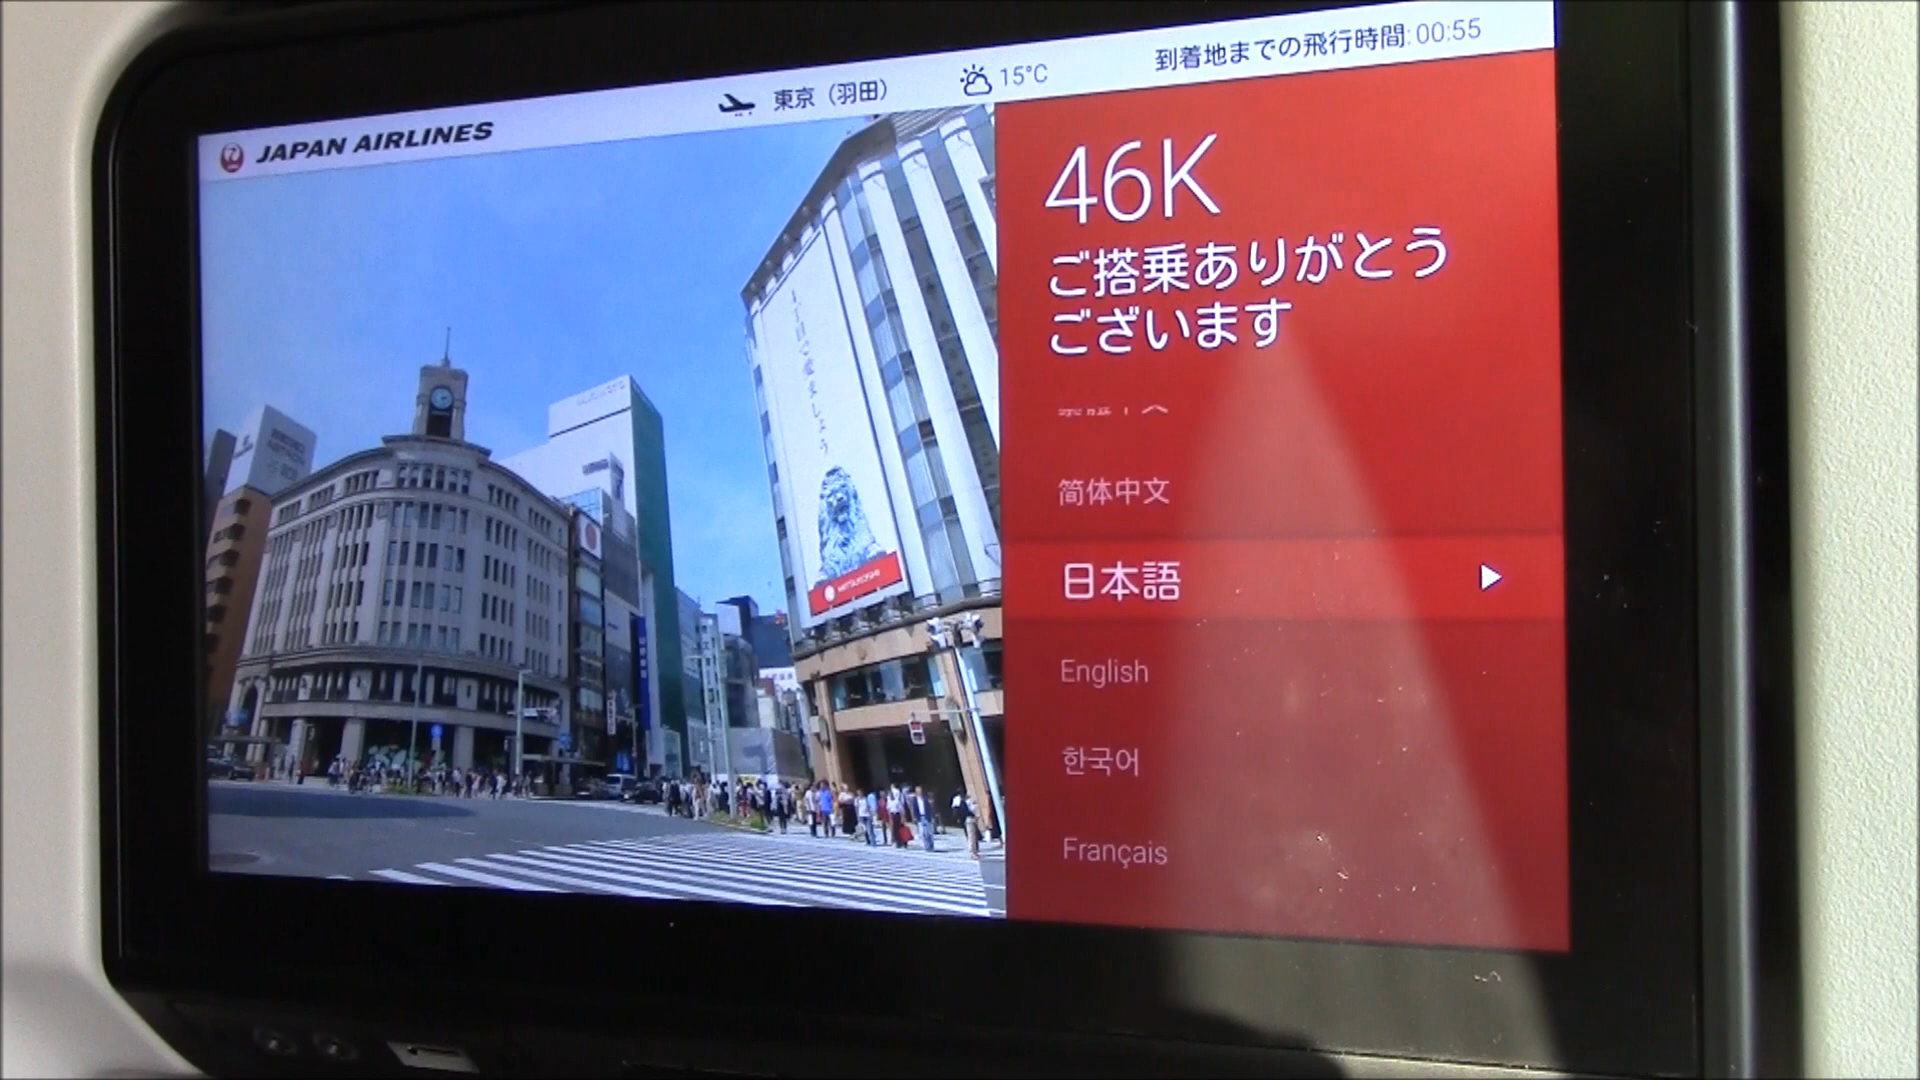 JAPAN AIRLINES
東京（羽田）
15°C
到着地までの飛行時間: 00:55
46K
ご搭乗ありがとう
ございます
简体中文
日本語
English
한국어
Français